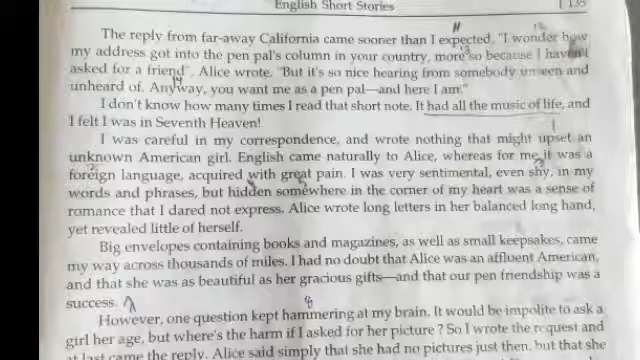 English Short Stories
135
The reply from far-away California came sooner than I expected, "I wonder how
my address got into the pen pal's column in your country, more so because I haven't
asked for a friend", Alice wrote. "But it's so nice hearing from somebody unseen and
unheard of. Anyway, you want me as a pen pal—and here I am."
I don't know how many times I read that short note. It had all the music of life, and
I felt I was in Seventh Heaven!
I was careful in my correspondence, and wrote nothing that might upset an
unknown American girl. English came naturally to Alice, whereas for me it was a
foreign language, acquired with great pain. I was very sentimental, even shy, in my
words and phrases, but hidden somewhere in the corner of my heart was a sense of
romance that I dared not express. Alice wrote long letters in her balanced long hand,
yet revealed little of herself.
Big envelopes containing books and magazines, as well as small keepsakes, came
my way across thousands of miles. I had no doubt that Alice was an affluent American,
and that she was as beautiful as her gracious gifts—and that our pen friendship was a
success.
However, one question kept hammering at my brain. It would be impolite to ask a
girl her age, but where's the harm if I asked for her picture? So I wrote the request and
at last came the reply. Alice said simply that she had no pictures just then, but that she